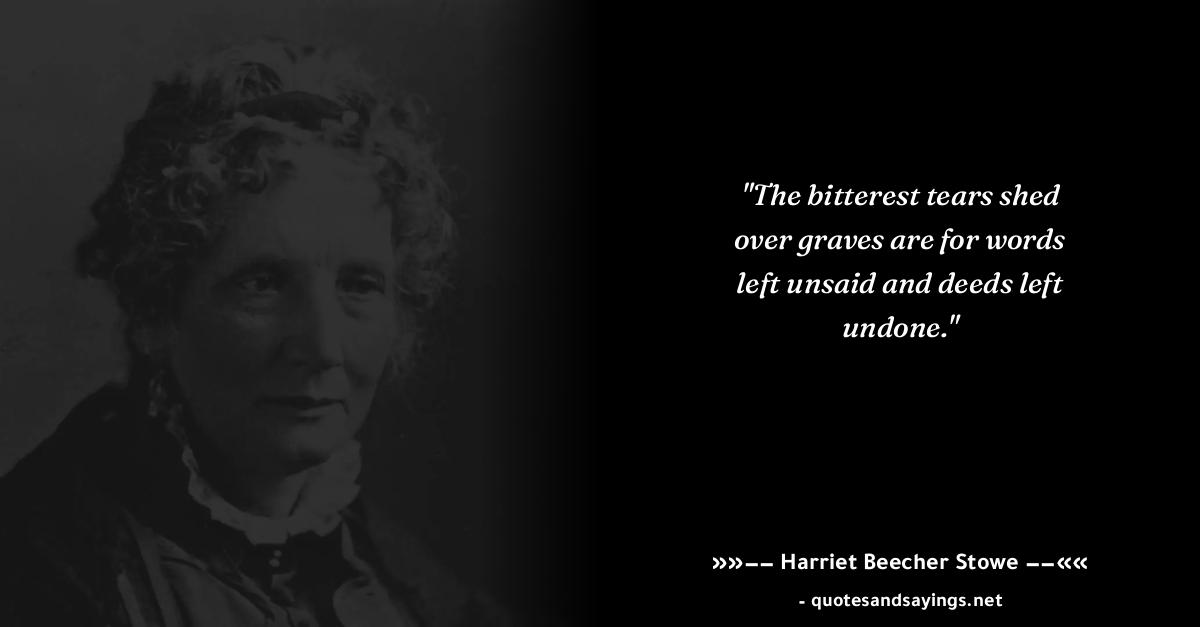 "The bitterest tears shed
over graves are for words
left unsaid and deeds left
undone."
»»−− Harriet Beecher Stowe −−««
- quotesandsayings.net